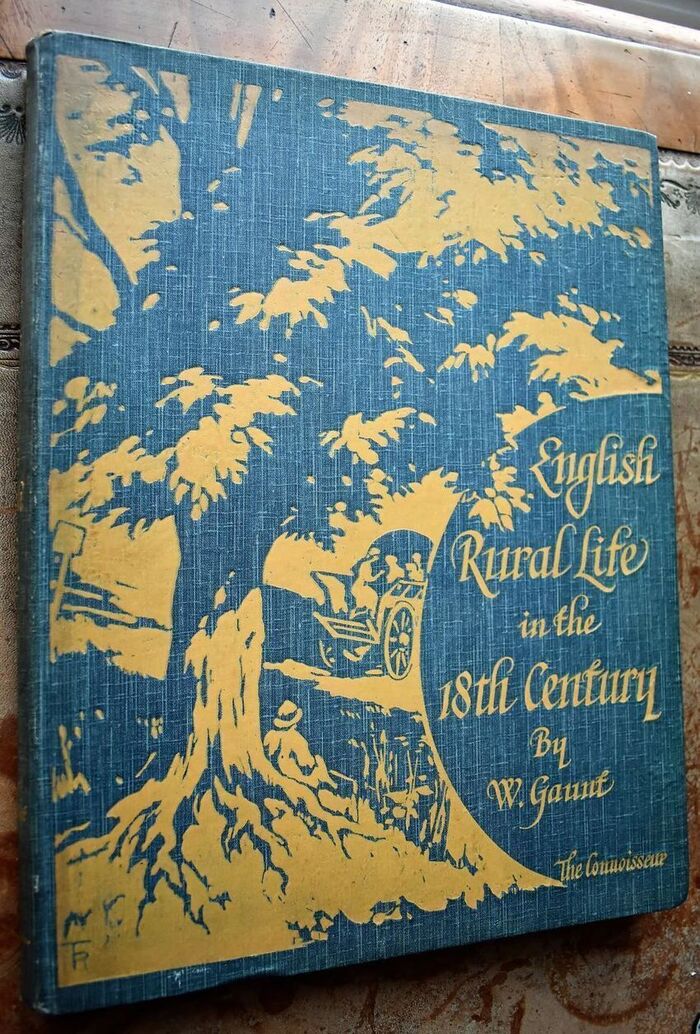 English
Rural Life
in the
18th Century
By
W. Gaunt
The Connoisseur